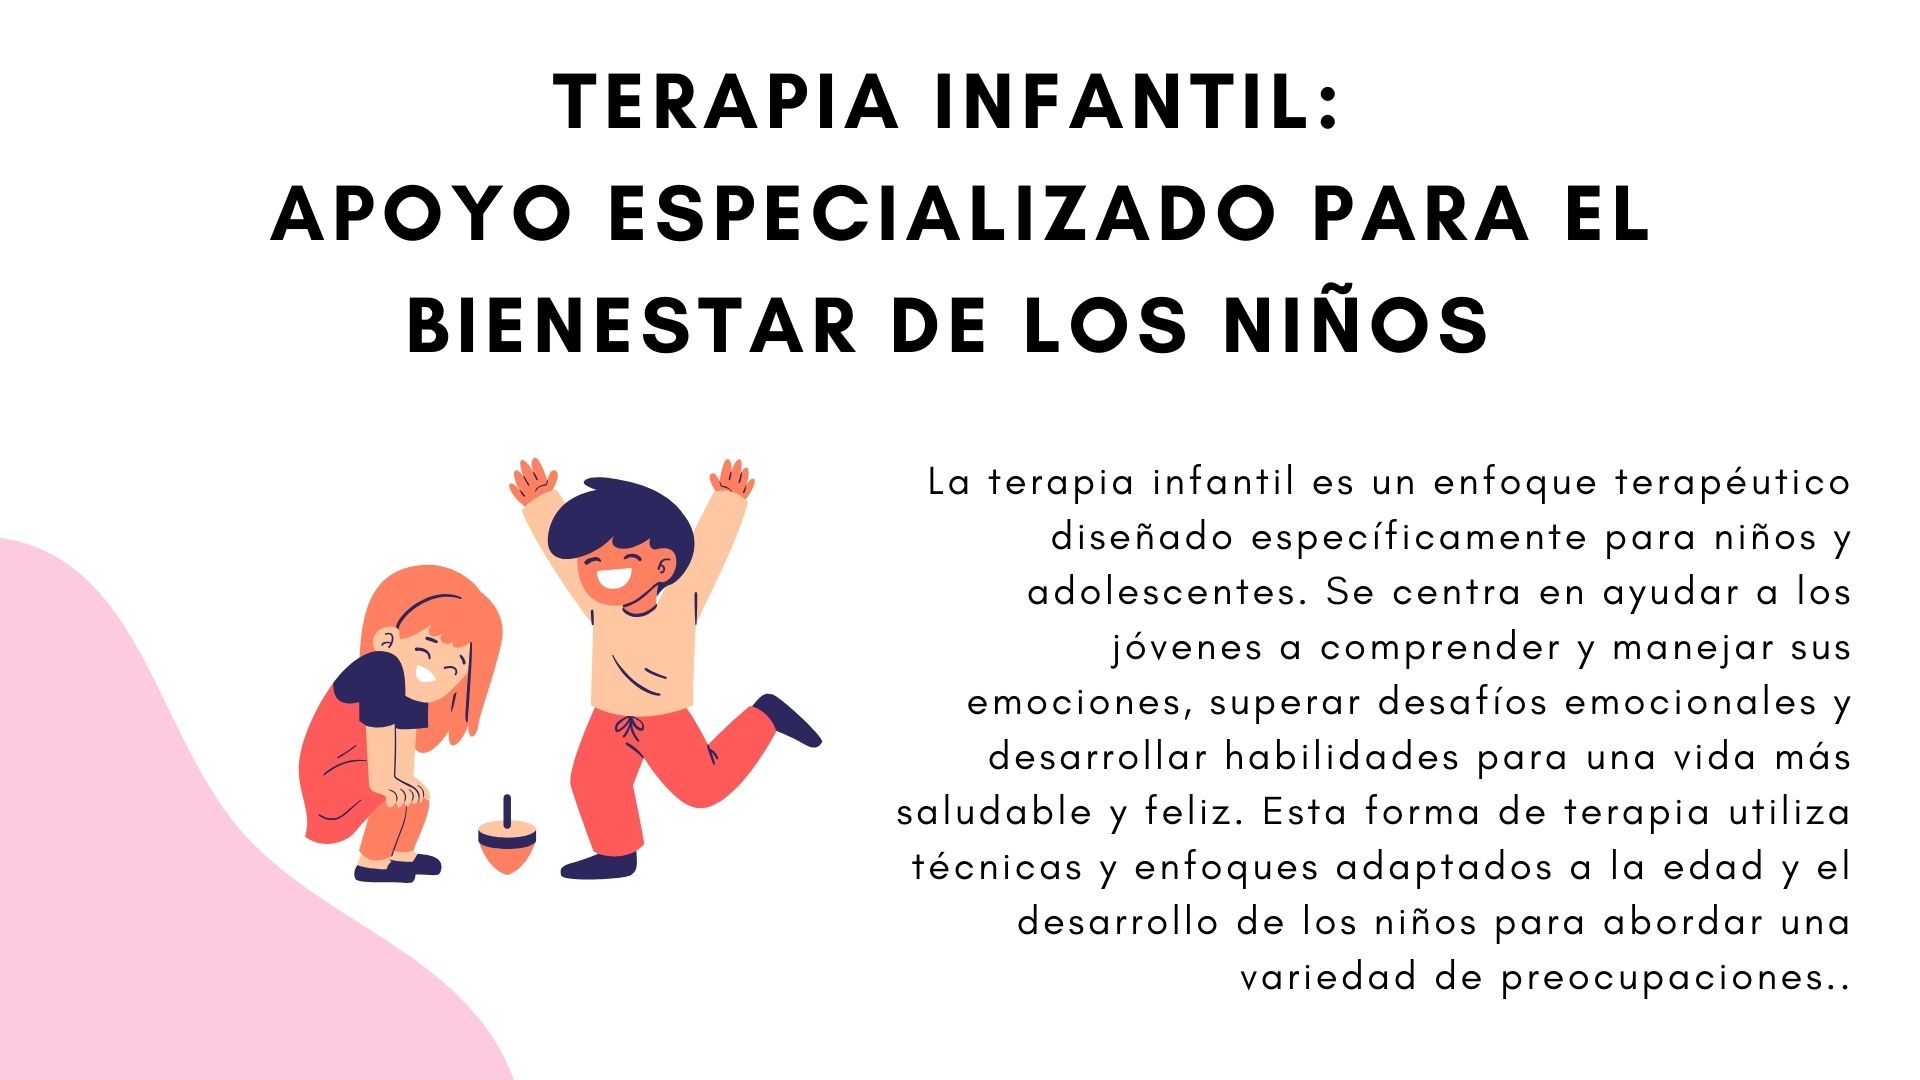 TERAPIA INFANTIL:
APOYO ESPECIALIZADO PARA EL
BIENESTAR DE LOS NIÑOS
La terapia infantil es un enfoque terapéutico
diseñado específicamente para niños y
adolescentes. Se centra en ayudar a los
jóvenes a comprender y manejar sus
emociones, superar desafíos emocionales y
desarrollar habilidades para una vida más
saludable y feliz. Esta forma de terapia utiliza
técnicas y enfoques adaptados a la edad y el
desarrollo de los niños para abordar una
variedad de preocupaciones..